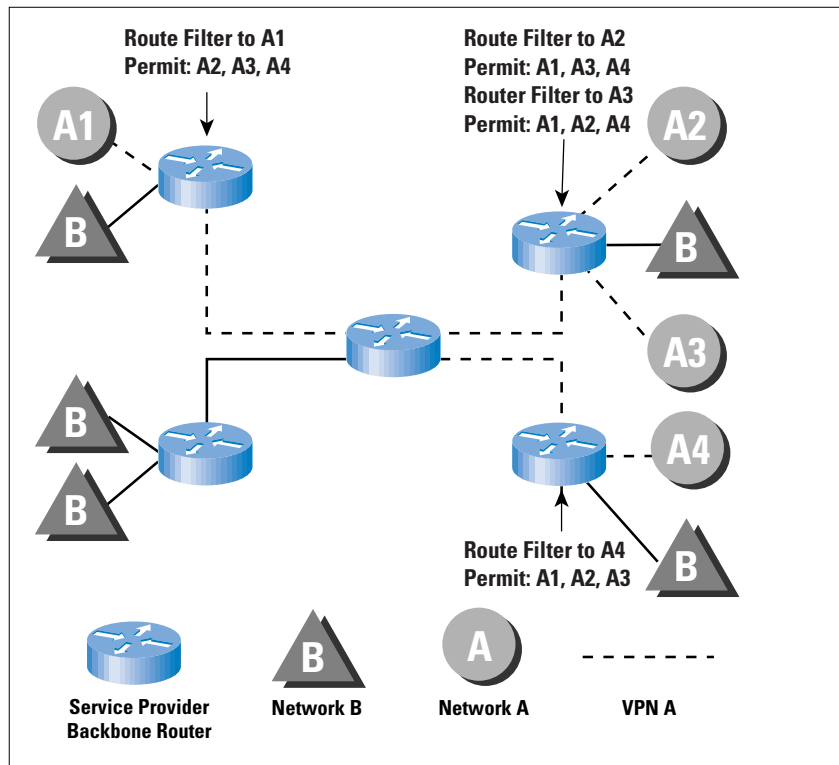 Route Filter to A1
Permit: A2, A3, A4
Route Filter to A2
Permit: A1, A3, A4
Router Filter to A3
Permit: A1, A2, A4
A1
A2
B
B
A3
B
A4
B
Route Filter to A4
Permit: A1, A2, A3
B
B
A
Service Provider
Backbone Router
Network B
Network A
VPN A